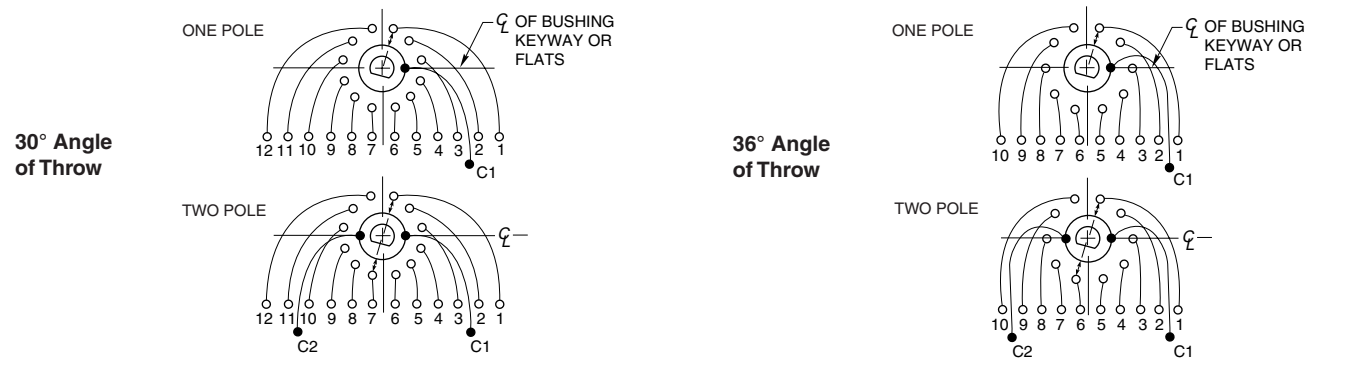 30° Angle
of Throw
ONE POLE
℄ OF BUSHING
KEYWAY OR
FLATS
12 11 10 9 8 7 6 5 4 3 2 1
C1
TWO POLE
℄
12 11 10 9 8 7 6 5 4 3 2 1
C2 C1
36° Angle
of Throw
ONE POLE
℄ OF BUSHING
KEYWAY OR
FLATS
10 9 8 7 6 5 4 3 2 1
C1
TWO POLE
℄
10 9 8 7 6 5 4 3 2 1
C2 C1